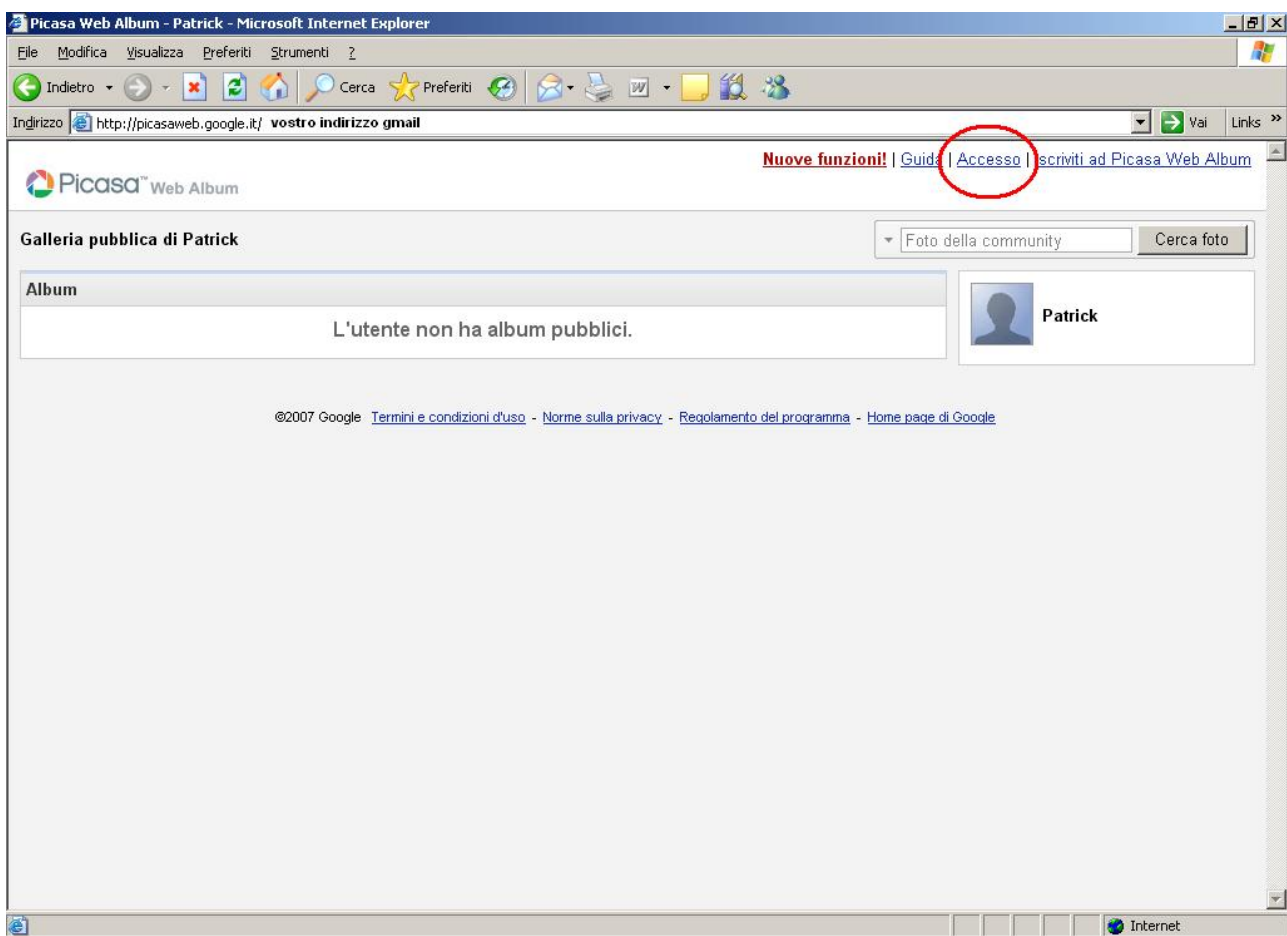 Picasa Web Album - Patrick - Microsoft Internet Explorer
File Modifica Visualizza Preferiti Strumenti ?
Indietro Cerca Preferiti
Indirizzo http://picasaweb.google.it/ vostro indirizzo gmail Vai Links »
Nuove funzioni! | Guida | Accesso | Iscriviti ad Picasa Web Album
Picasa™ Web Album
Galleria pubblica di Patrick
Foto della community Cerca foto
Album
L'utente non ha album pubblici.
Patrick
©2007 Google Termini e condizioni d'uso - Norme sulla privacy - Regolamento del programma - Home page di Google
Internet